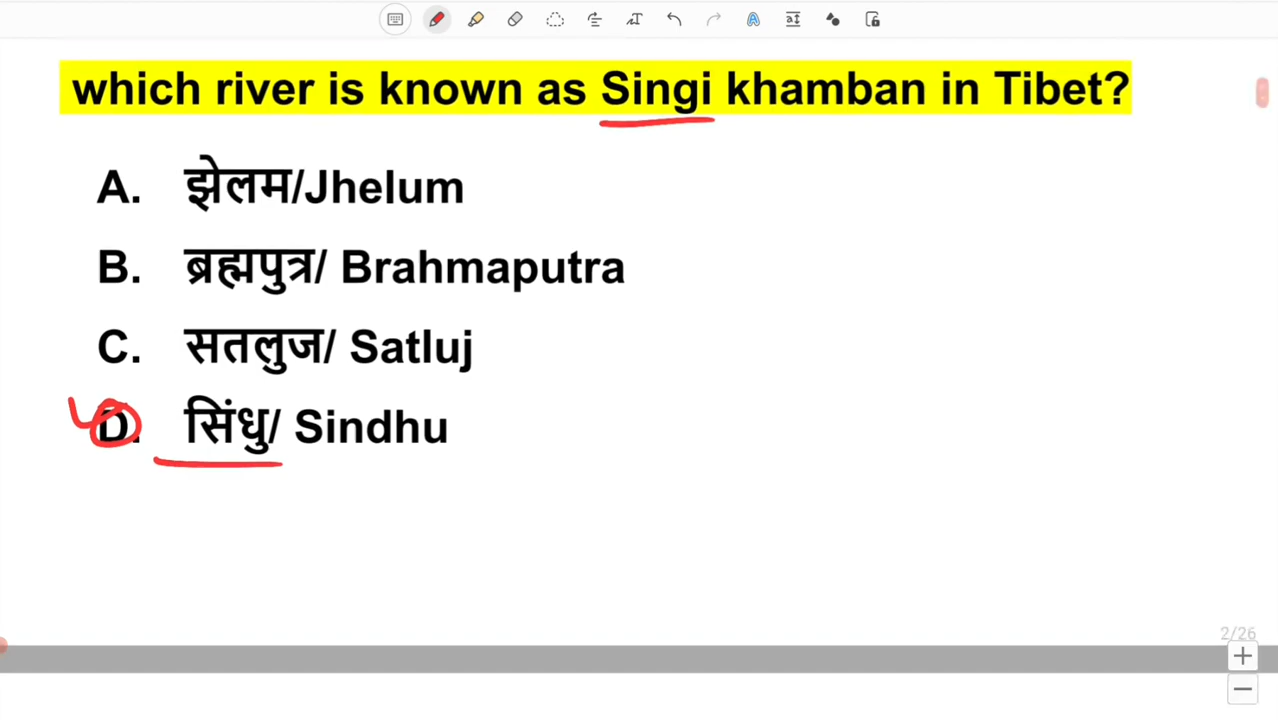 which river is known as Singi khamban in Tibet?
A. झेलम/Jhelum
B. ब्रह्मपुत्र/ Brahmaputra
C. सतलुज/ Satluj
D. सिंधु/ Sindhu
2/26